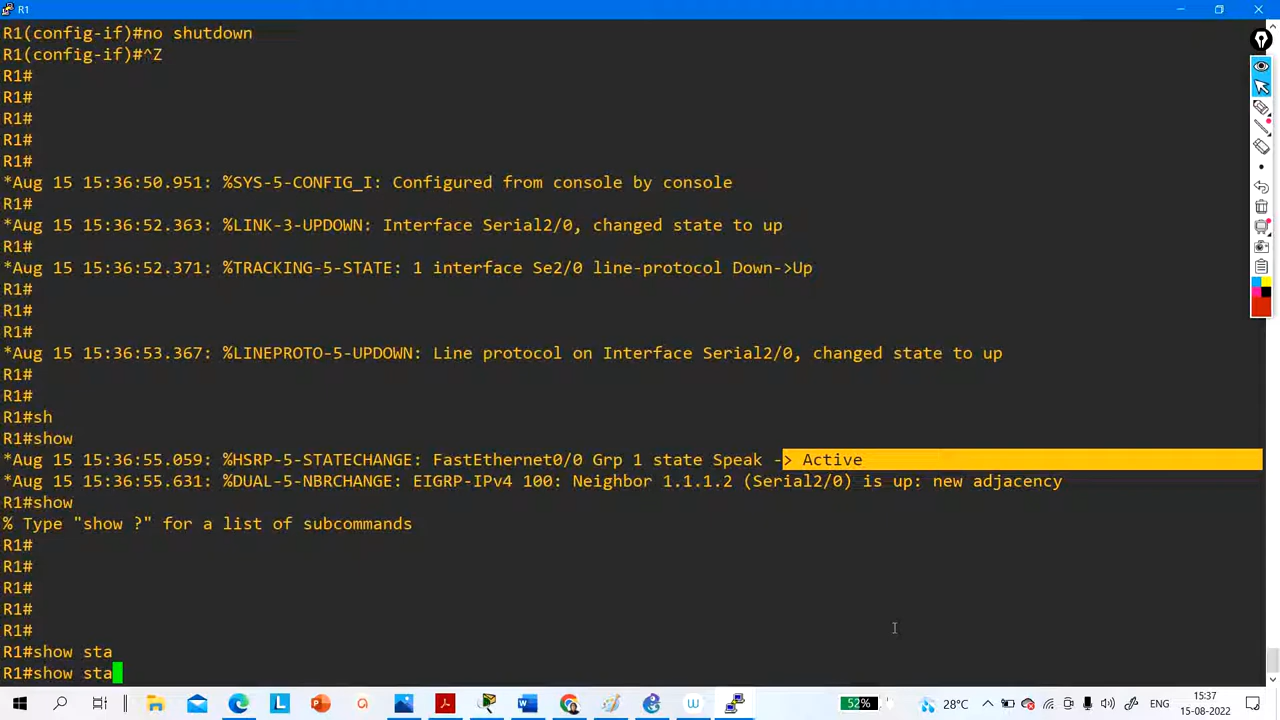 R1
R1(config-if)#no shutdown
R1(config-if)#^Z
R1#
R1#
R1#
R1#
R1#
*Aug 15 15:36:50.951: %SYS-5-CONFIG_I: Configured from console by console
R1#
*Aug 15 15:36:52.363: %LINK-3-UPDOWN: Interface Serial2/0, changed state to up
R1#
*Aug 15 15:36:52.371: %TRACKING-5-STATE: 1 interface Se2/0 line-protocol Down->Up
R1#
R1#
R1#
*Aug 15 15:36:53.367: %LINEPROTO-5-UPDOWN: Line protocol on Interface Serial2/0, changed state to up
R1#
R1#
R1#sh
R1#show
*Aug 15 15:36:55.059: %HSRP-5-STATECHANGE: FastEthernet0/0 Grp 1 state Speak -> Active
*Aug 15 15:36:55.631: %DUAL-5-NBRCHANGE: EIGRP-IPv4 100: Neighbor 1.1.1.2 (Serial2/0) is up: new adjacency
R1#show
% Type "show ?" for a list of subcommands
R1#
R1#
R1#
R1#
R1#
R1#show sta
R1#show sta
52%
28°C
ENG
15:37
15-08-2022